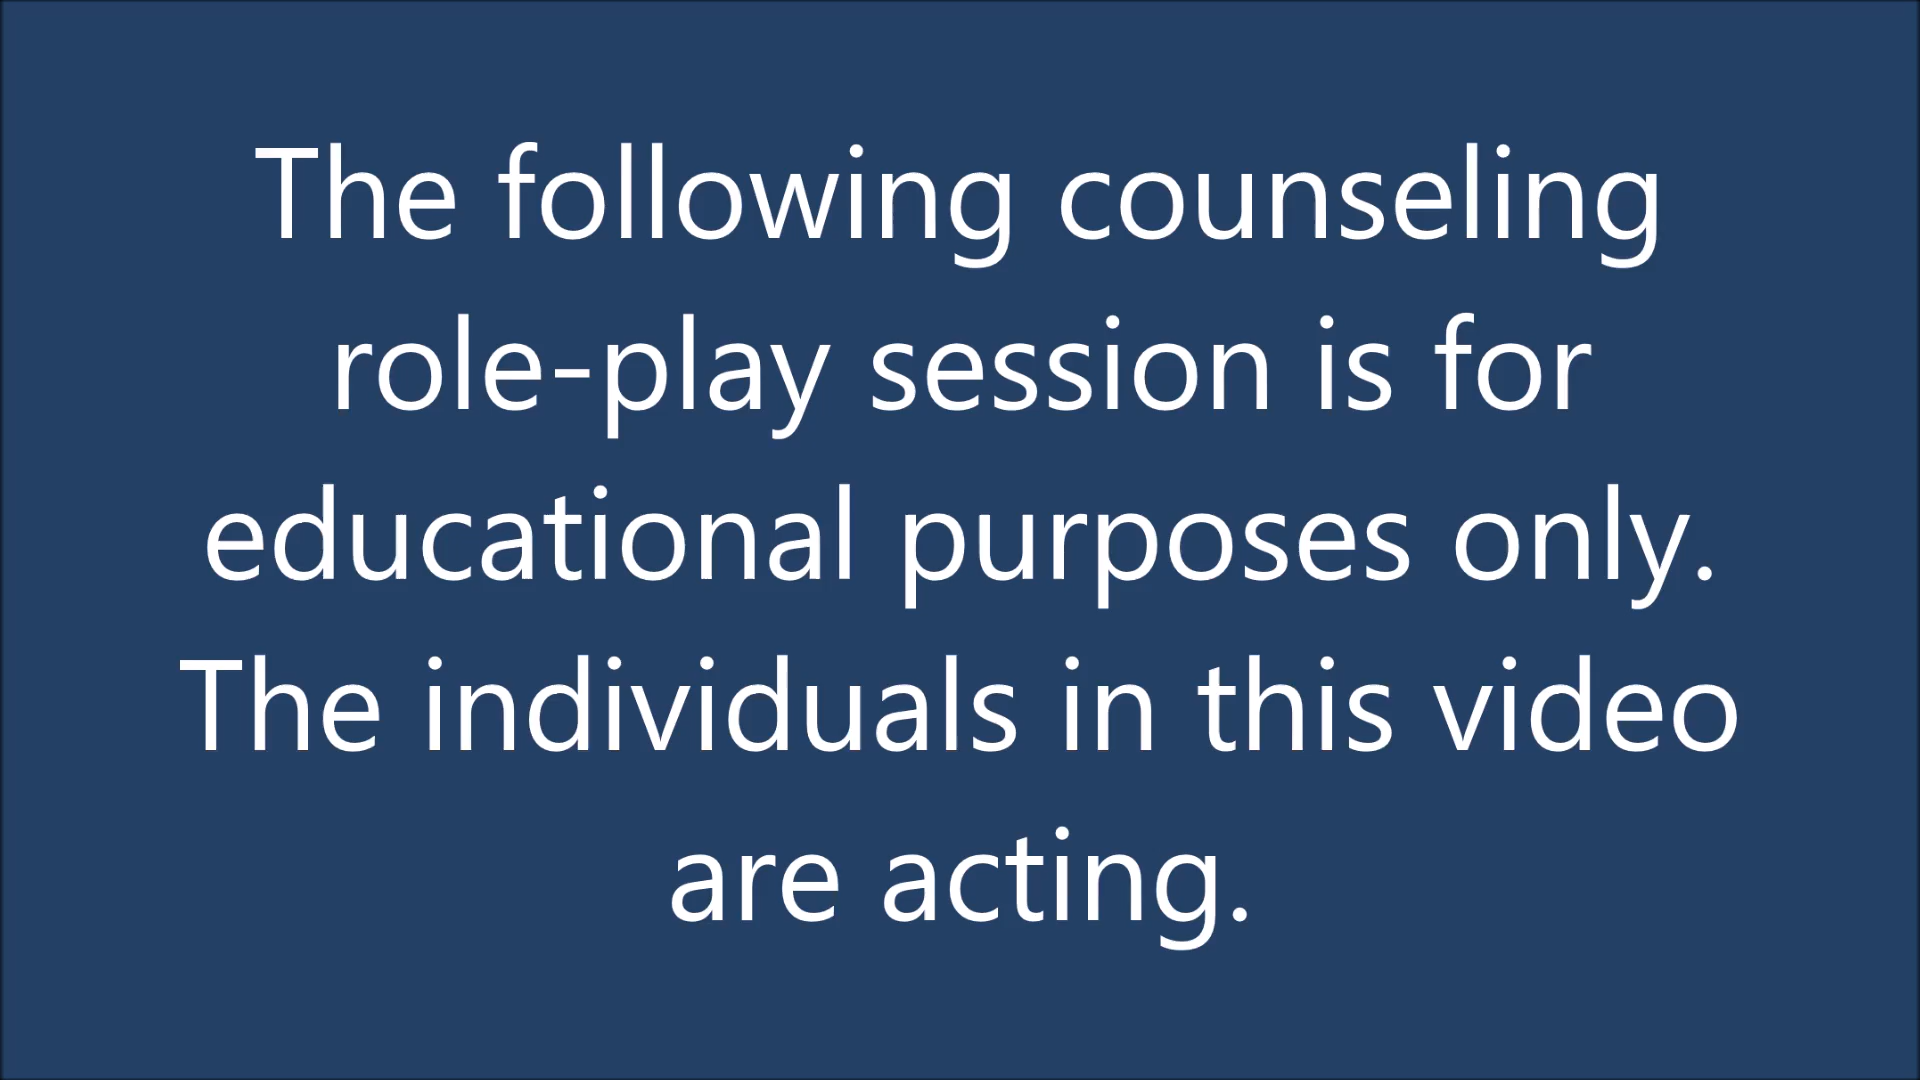 The following counseling
role-play session is for
educational purposes only.
The individuals in this video
are acting.